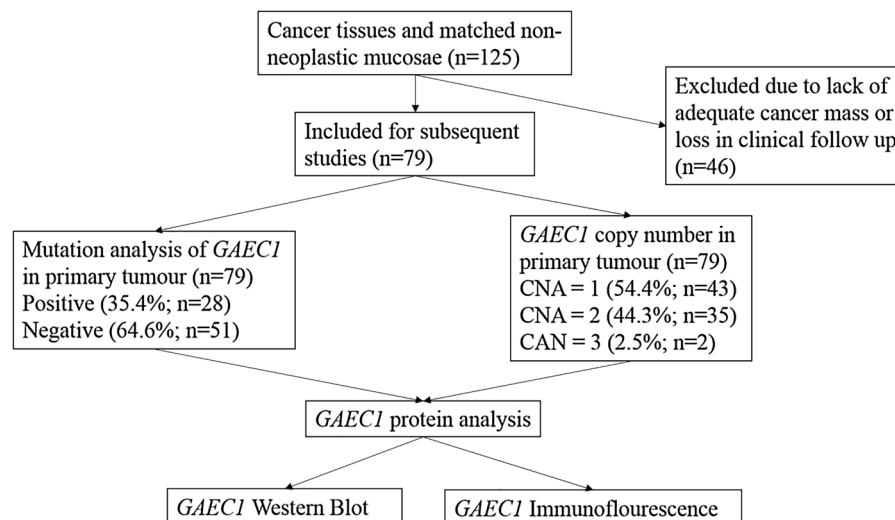 Cancer tissues and matched non-
neoplastic mucosae (n=125)
Excluded due to lack of
adequate cancer mass or
loss in clinical follow up
(n=46)
Included for subsequent
studies (n=79)
Mutation analysis of GAEC1
in primary tumour (n=79)
Positive (35.4%; n=28)
Negative (64.6%; n=51)
GAEC1 copy number in
primary tumour (n=79)
CNA = 1 (54.4%; n=43)
CNA = 2 (44.3%; n=35)
CAN = 3 (2.5%; n=2)
GAEC1 protein analysis
GAEC1 Western Blot
GAEC1 Immunoflourescence